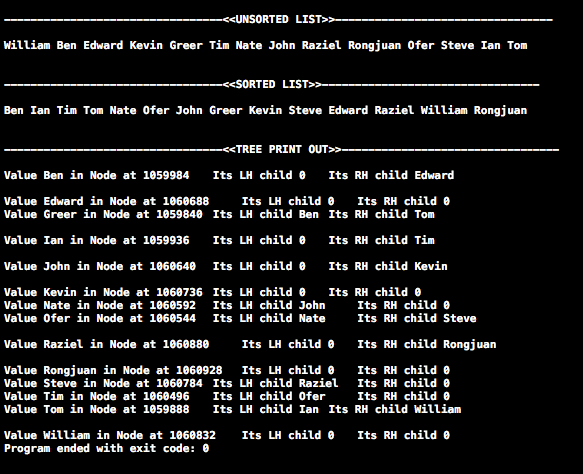 ---------------------------------<<UNSORTED LIST>>---------------------------------
William Ben Edward Kevin Greer Tim Nate John Raziel Rongjuan Ofer Steve Ian Tom
---------------------------------<<SORTED LIST>>---------------------------------
Ben Ian Tim Tom Nate Ofer John Greer Kevin Steve Edward Raziel William Rongjuan
---------------------------------<<TREE PRINT OUT>>---------------------------------
Value Ben in Node at 1059984 Its LH child 0 Its RH child Edward
Value Edward in Node at 1060688 Its LH child 0 Its RH child 0
Value Greer in Node at 1059840 Its LH child Ben Its RH child Tom
Value Ian in Node at 1059936 Its LH child 0 Its RH child Tim
Value John in Node at 1060640 Its LH child 0 Its RH child Kevin
Value Kevin in Node at 1060736 Its LH child 0 Its RH child 0
Value Nate in Node at 1060592 Its LH child John Its RH child 0
Value Ofer in Node at 1060544 Its LH child Nate Its RH child Steve
Value Raziel in Node at 1060880 Its LH child 0 Its RH child Rongjuan
Value Rongjuan in Node at 1060928 Its LH child 0 Its RH child 0
Value Steve in Node at 1060784 Its LH child Raziel Its RH child 0
Value Tim in Node at 1060496 Its LH child Ofer Its RH child 0
Value Tom in Node at 1059888 Its LH child Ian Its RH child William
Value William in Node at 1060832 Its LH child 0 Its RH child 0
Program ended with exit code: 0